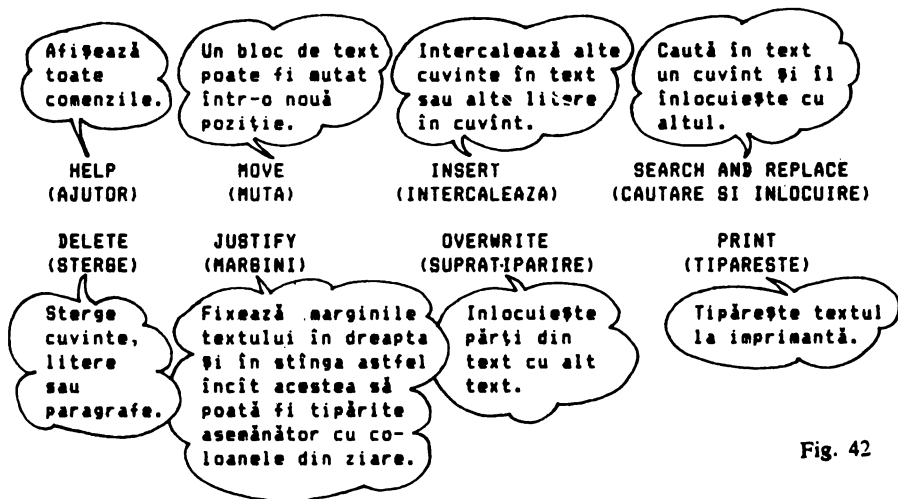 Afişează
toate
comenzile.
Un bloc de text
poate fi mutat
într-o nouă
poziţie.
Intercalează alte
cuvinte în text
sau alte litere
în cuvînt.
Caută în text
un cuvînt şi îl
înlocuieşte cu
altul.
HELP
(AJUTOR)
MOVE
(MUTA)
INSERT
(INTERCALEAZA)
SEARCH AND REPLACE
(CAUTARE SI INLOCUIRE)
DELETE
(STERGE)
JUSTIFY
(MARGINI)
OVERWRITE
(SUPRATIPARIRE)
PRINT
(TIPARESTE)
Sterge
cuvinte,
litere
sau
paragrafe.
Fixează marginile
textului în dreapta
şi în stînga astfel
încît acestea să
poată fi tipărite
asemănător cu co-
loanele din ziare.
Inlocuieşte
părţi din
text cu alt
text.
Tipăreşte textul
la imprimantă.
Fig. 42